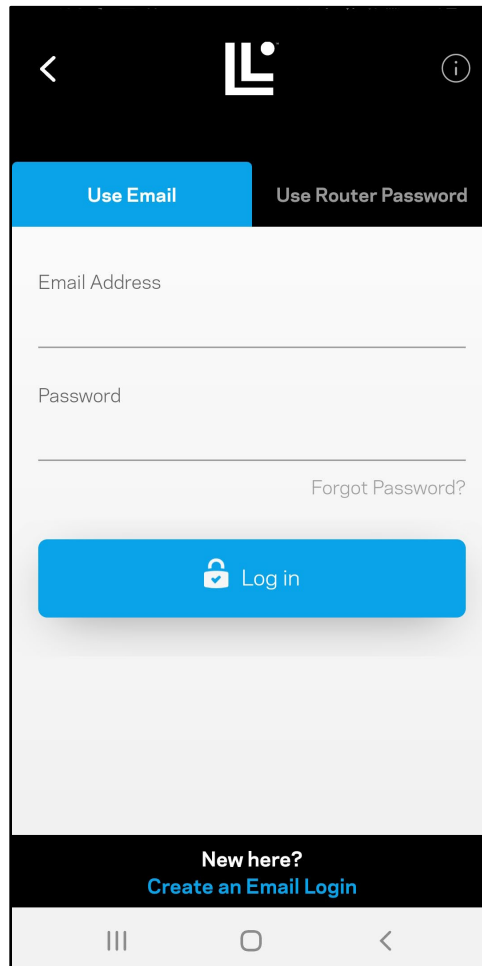 Use Email
Use Router Password
Email Address
Password
Forgot Password?
Log in
New here?
Create an Email Login